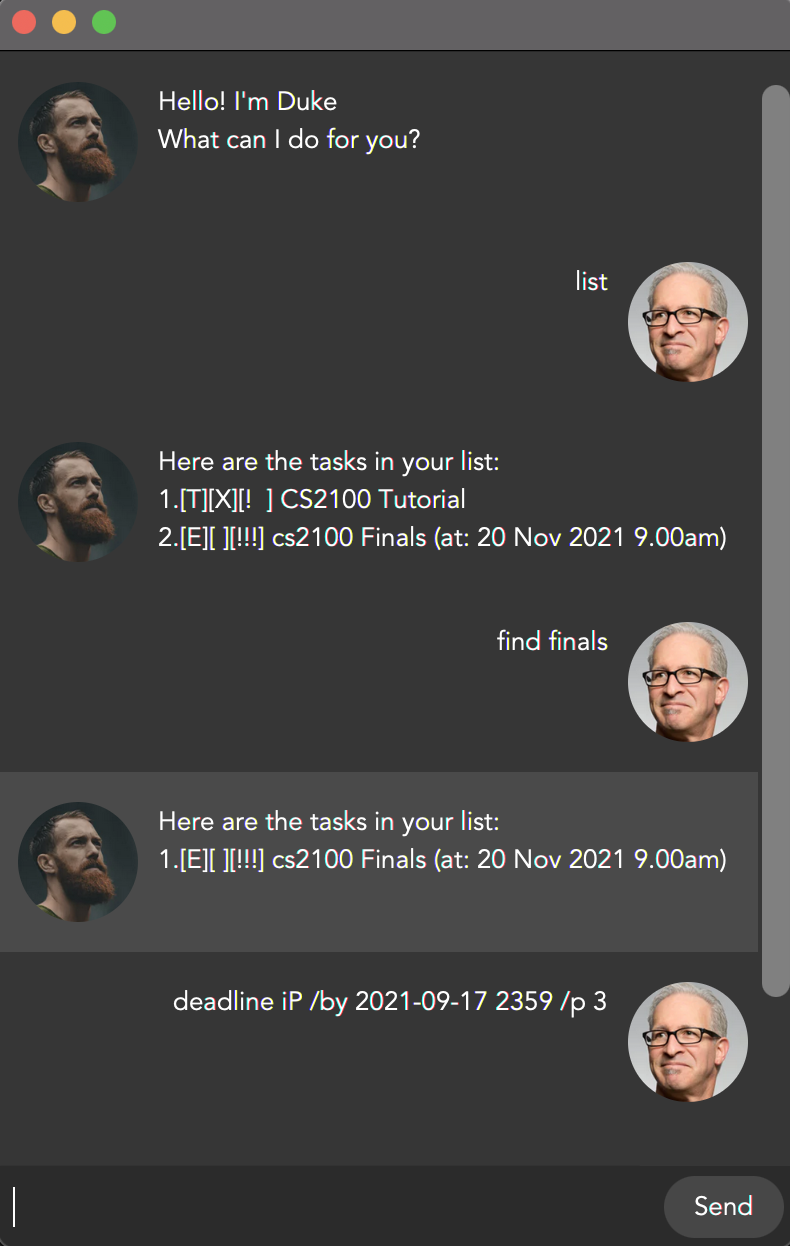 Hello! I'm Duke
What can I do for you?
list
Here are the tasks in your list:
1.[T][X][!  ] CS2100 Tutorial
2.[E][ ][!!!] cs2100 Finals (at: 20 Nov 2021 9.00am)
find finals
Here are the tasks in your list:
1.[E][ ][!!!] cs2100 Finals (at: 20 Nov 2021 9.00am)
deadline iP /by 2021-09-17 2359 /p 3
Send